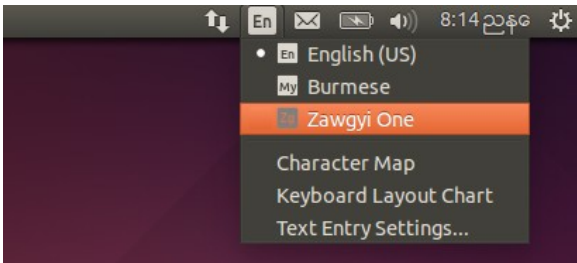 En 8:14 ညနေ
En English (US)
My Burmese
Zg Zawgyi One
Character Map
Keyboard Layout Chart
Text Entry Settings...